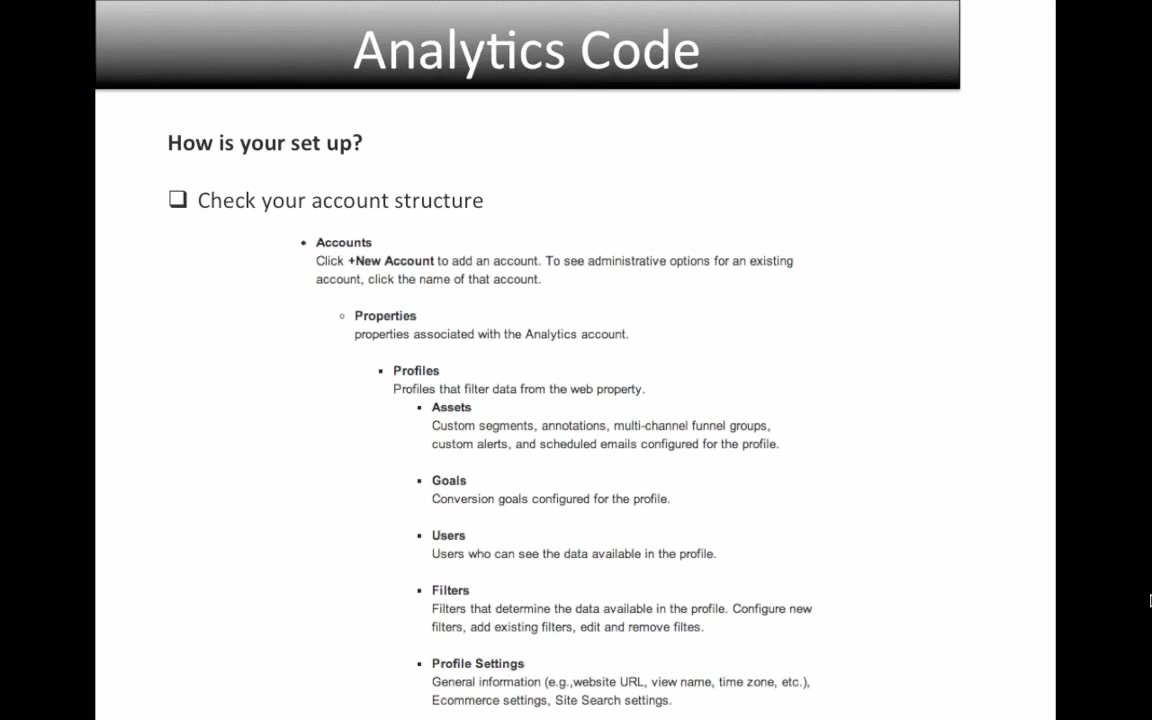 Analytics Code
How is your set up?
❑ Check your account structure
• Accounts
Click +New Account to add an account. To see administrative options for an existing
account, click the name of that account.
◦ Properties
properties associated with the Analytics account.
▪ Profiles
Profiles that filter data from the web property.
▪ Assets
Custom segments, annotations, multi-channel funnel groups,
custom alerts, and scheduled emails configured for the profile.
▪ Goals
Conversion goals configured for the profile.
▪ Users
Users who can see the data available in the profile.
▪ Filters
Filters that determine the data available in the profile. Configure new
filters, add existing filters, edit and remove filtes.
▪ Profile Settings
General information (e.g.,website URL, view name, time zone, etc.),
Ecommerce settings, Site Search settings.